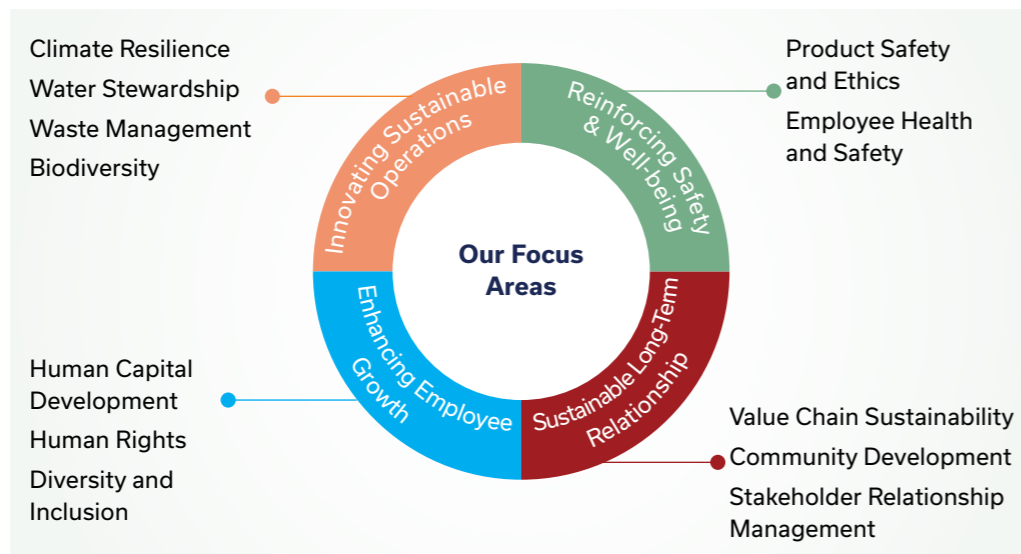 Climate Resilience
Water Stewardship
Waste Management
Biodiversity
Innovating Sustainable
Operations
Reinforcing Safety
& Well-being
Product Safety
and Ethics
Employee Health
and Safety
Our Focus
Areas
Human Capital
Development
Human Rights
Diversity and
Inclusion
Enhancing Employee
Growth
Sustainable Long-Term
Relationship
Value Chain Sustainability
Community Development
Stakeholder Relationship
Management